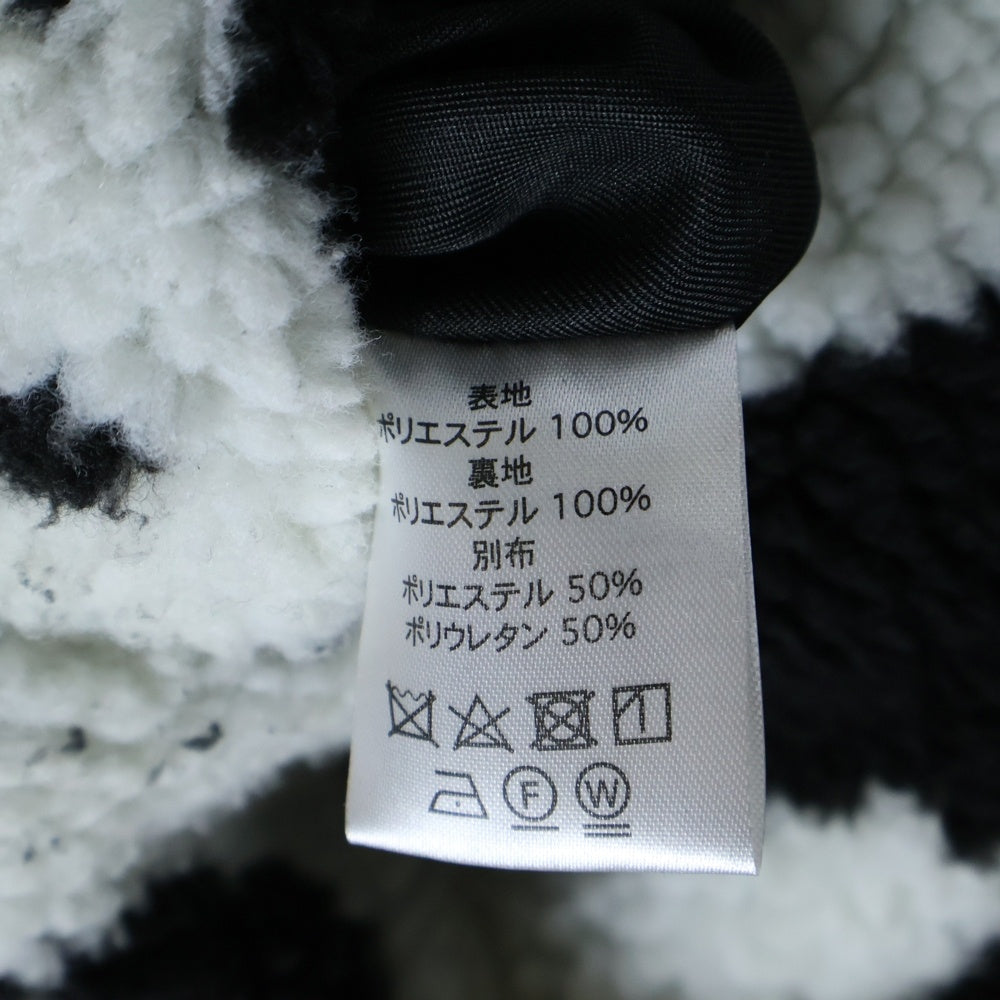 表地
ポリエステル 100%
裏地
ポリエステル 100%
別布
ポリエステル 50%
ポリウレタン 50%
F W